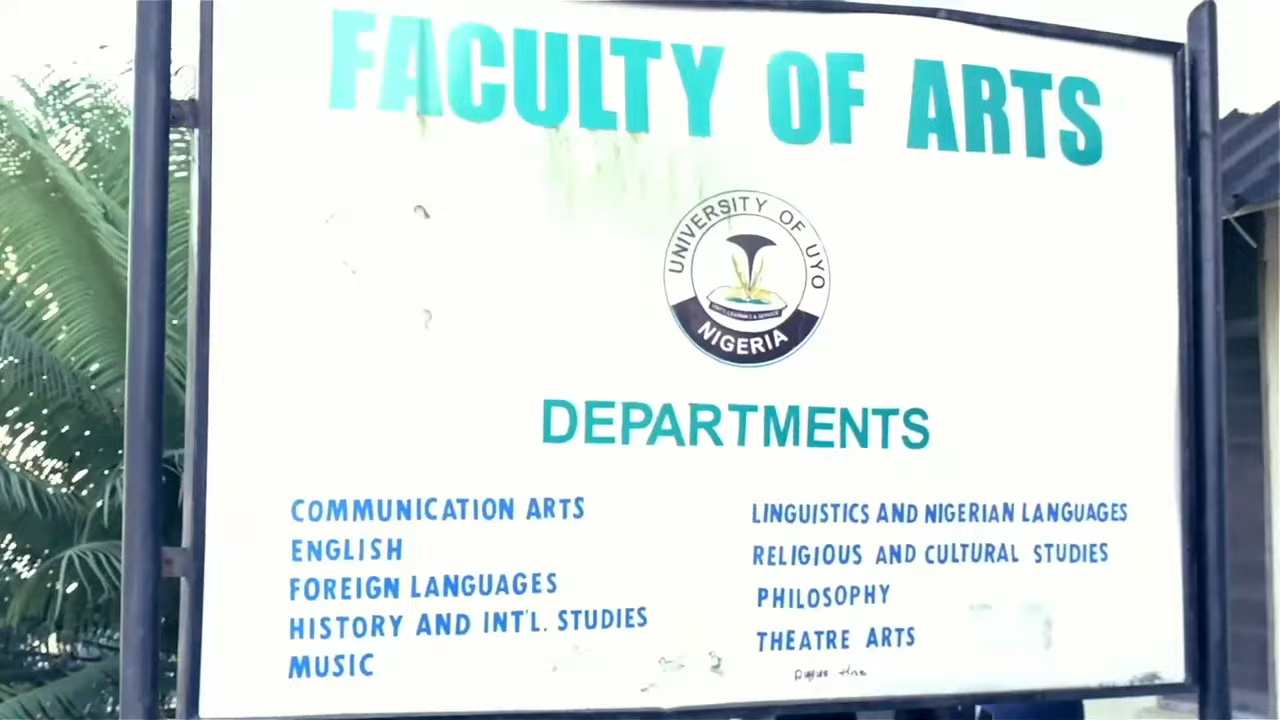 FACULTY OF ARTS
UNIVERSITY OF UYO
NIGERIA
DEPARTMENTS
COMMUNICATION ARTS
ENGLISH
FOREIGN LANGUAGES
HISTORY AND INT'L. STUDIES
MUSIC
LINGUISTICS AND NIGERIAN LANGUAGES
RELIGIOUS AND CULTURAL STUDIES
PHILOSOPHY
THEATRE ARTS